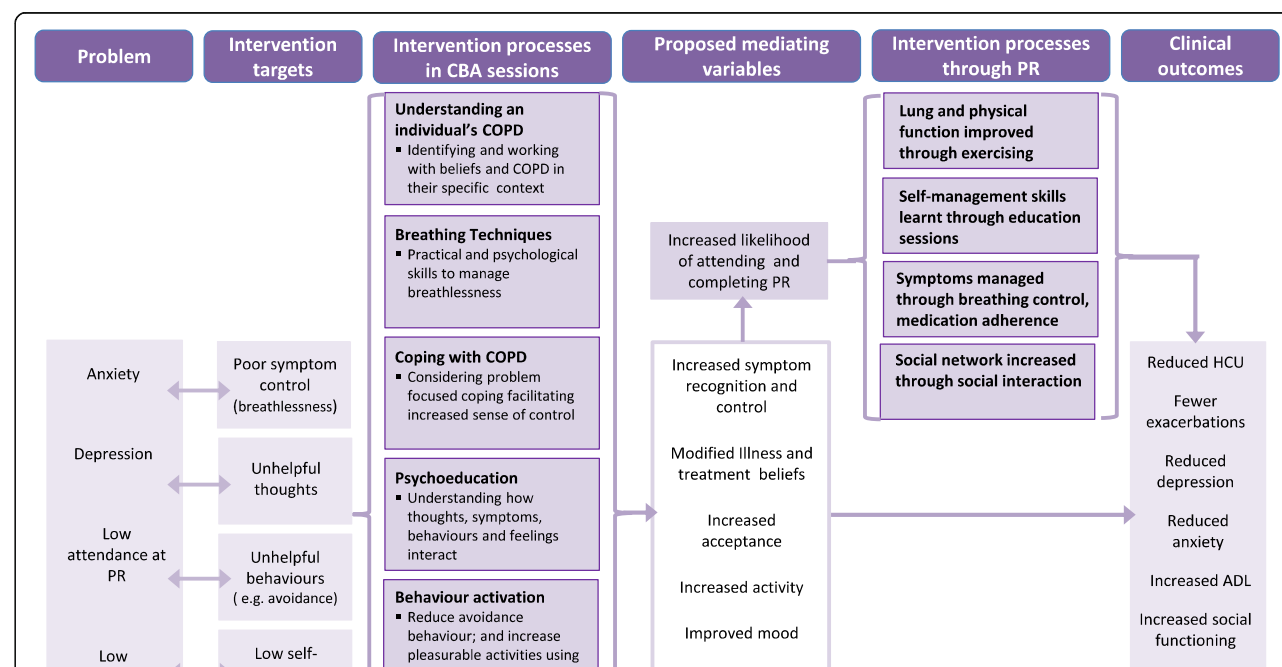 Problem
Intervention
targets
Intervention processes
in CBA sessions
Proposed mediating
variables
Intervention processes
through PR
Clinical
outcomes
Anxiety
Depression
Low
attendance at
PR
Low
Poor symptom
control
(breathlessness)
Unhelpful
thoughts
Unhelpful
behaviours
( e.g. avoidance)
Low self-
Understanding an
individual’s COPD
▪ Identifying and working
with beliefs and COPD in
their specific context
Breathing Techniques
▪ Practical and psychological
skills to manage
breathlessness
Coping with COPD
▪ Considering problem
focused coping facilitating
increased sense of control
Psychoeducation
▪ Understanding how
thoughts, symptoms,
behaviours and feelings
interact
Behaviour activation
▪ Reduce avoidance
behaviour; and increase
pleasurable activities using
Increased likelihood
of attending and
completing PR
Increased symptom
recognition and
control
Modified Illness and
treatment beliefs
Increased
acceptance
Increased activity
Improved mood
Lung and physical
function improved
through exercising
Self-management skills
learnt through education
sessions
Symptoms managed
through breathing control,
medication adherence
Social network increased
through social interaction
Reduced HCU
Fewer
exacerbations
Reduced
depression
Reduced
anxiety
Increased ADL
Increased social
functioning